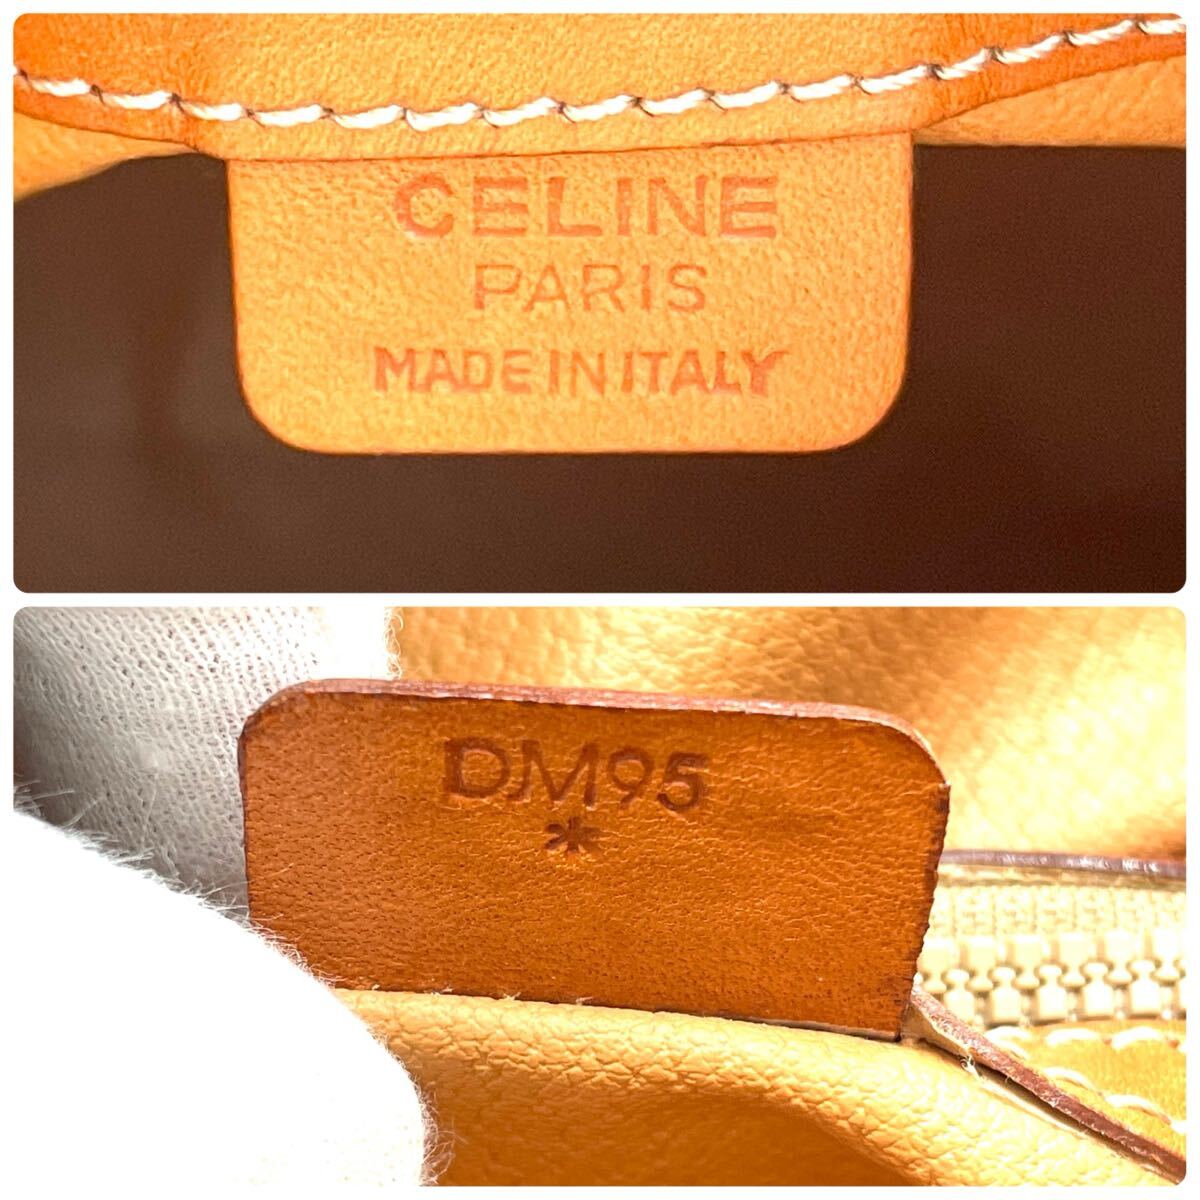 CELINE
PARIS
MADE IN ITALY
DM95
*